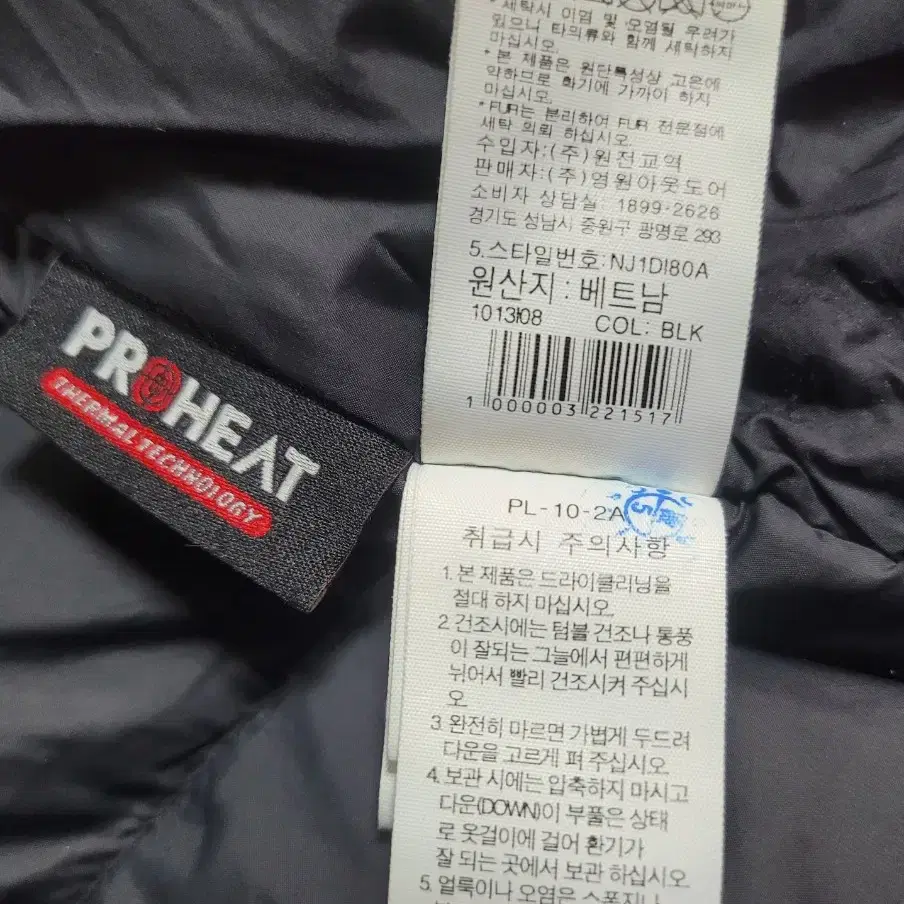 *세탁시 이염 및 오염될 우려가
있으니 타의류와 함께 세탁하지
마십시오.
*본 제품은 원단특성상 고온에
약하므로 화기에 가까이 하지
마십시오.
*FUR는 분리하여 FUR 전문점에
세탁 의뢰 하십시오.
수입자:(주)원전교역
판매자:(주)영원아웃도어
소비자 상담실: 1899-2626
경기도 성남시 중원구 광명로 293
5.스타일번호:NJ1DI80A
원산지 : 베트남
COL: BLK
1 000003 221517
PROHEAT
THERMAL TECHNOLOGY
PL-10-2A
취급시 주의사항
1.본 제품은 드라이클리닝을
절대 하지 마십시오.
2.건조시에는 텀블 건조나 통풍
이 잘되는 그늘에서 편편하게
뉘어서 빨리 건조시켜 주십시
오.
3.완전히 마르면 가볍게 두드려
다운을 고르게 펴 주십시오.
4.보관 시에는 압축하지 마시고
다운(DOWN)이 부풀은 상태
로 옷걸이에 걸어 환기가
잘 되는 곳에서 보관 하십시오.
5.얼룩이나 오염은 스폰지나